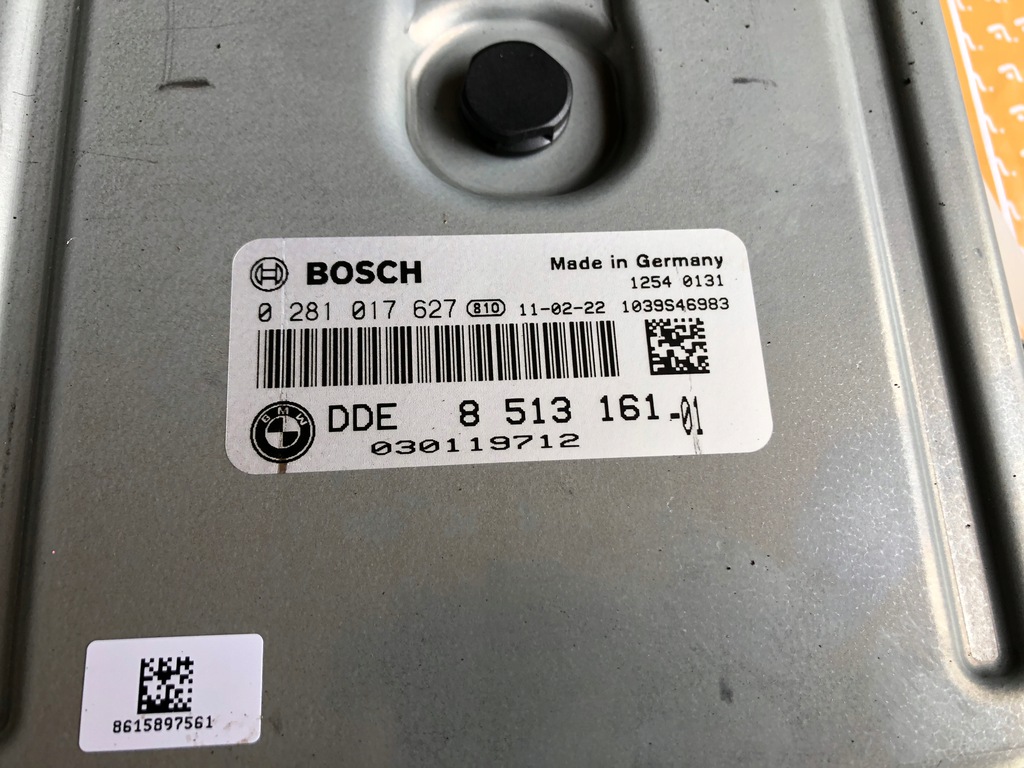 BOSCH
Made in Germany
1254 0131
0 281 017 627 810 11-02-22 1039S46983
BMW
DDE 8 513 161-01
030119712
8615897561